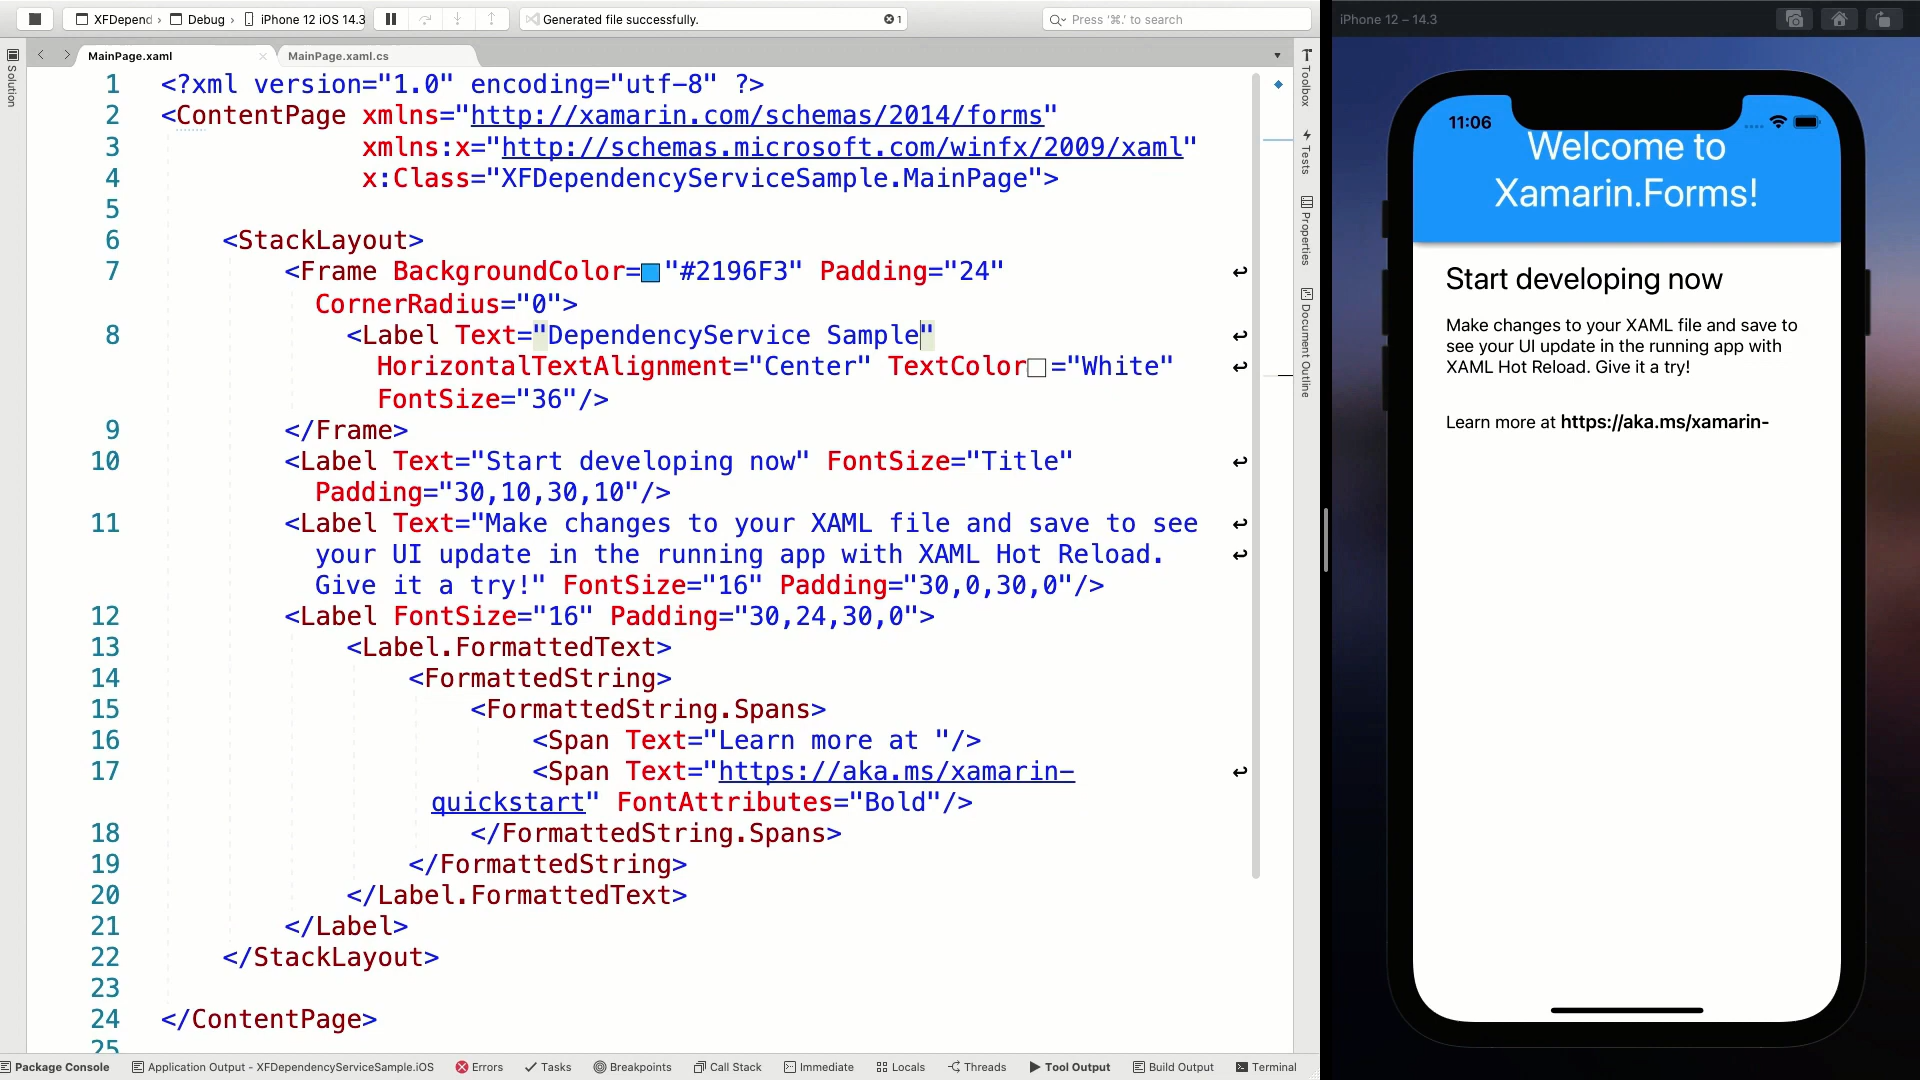 XFDepend › Debug › iPhone 12 iOS 14.3
Generated file successfully.
1
Press '⌘.' to search
iPhone 12 – 14.3
Solution
MainPage.xaml
MainPage.xaml.cs
Toolbox
Tests
Properties
Document Outline
1 <?xml version="1.0" encoding="utf-8" ?>
2 <ContentPage xmlns="http://xamarin.com/schemas/2014/forms"
3 xmlns:x="http://schemas.microsoft.com/winfx/2009/xaml"
4 x:Class="XFDependencyServiceSample.MainPage">
5
6 <StackLayout>
7 <Frame BackgroundColor="#2196F3" Padding="24"
CornerRadius="0">
8 <Label Text="DependencyService Sample"
HorizontalTextAlignment="Center" TextColor="White"
FontSize="36"/>
9 </Frame>
10 <Label Text="Start developing now" FontSize="Title"
Padding="30,10,30,10"/>
11 <Label Text="Make changes to your XAML file and save to see
your UI update in the running app with XAML Hot Reload.
Give it a try!" FontSize="16" Padding="30,0,30,0"/>
12 <Label FontSize="16" Padding="30,24,30,0">
13 <Label.FormattedText>
14 <FormattedString>
15 <FormattedString.Spans>
16 <Span Text="Learn more at "/>
17 <Span Text="https://aka.ms/xamarin-
quickstart" FontAttributes="Bold"/>
18 </FormattedString.Spans>
19 </FormattedString>
20 </Label.FormattedText>
21 </Label>
22 </StackLayout>
23
24 </ContentPage>
25
Package Console
Application Output - XFDependencyServiceSample.iOS
Errors
Tasks
Breakpoints
Call Stack
Immediate
Locals
Threads
Tool Output
Build Output
Terminal
11:06
Welcome to
Xamarin.Forms!
Start developing now
Make changes to your XAML file and save to
see your UI update in the running app with
XAML Hot Reload. Give it a try!
Learn more at https://aka.ms/xamarin-